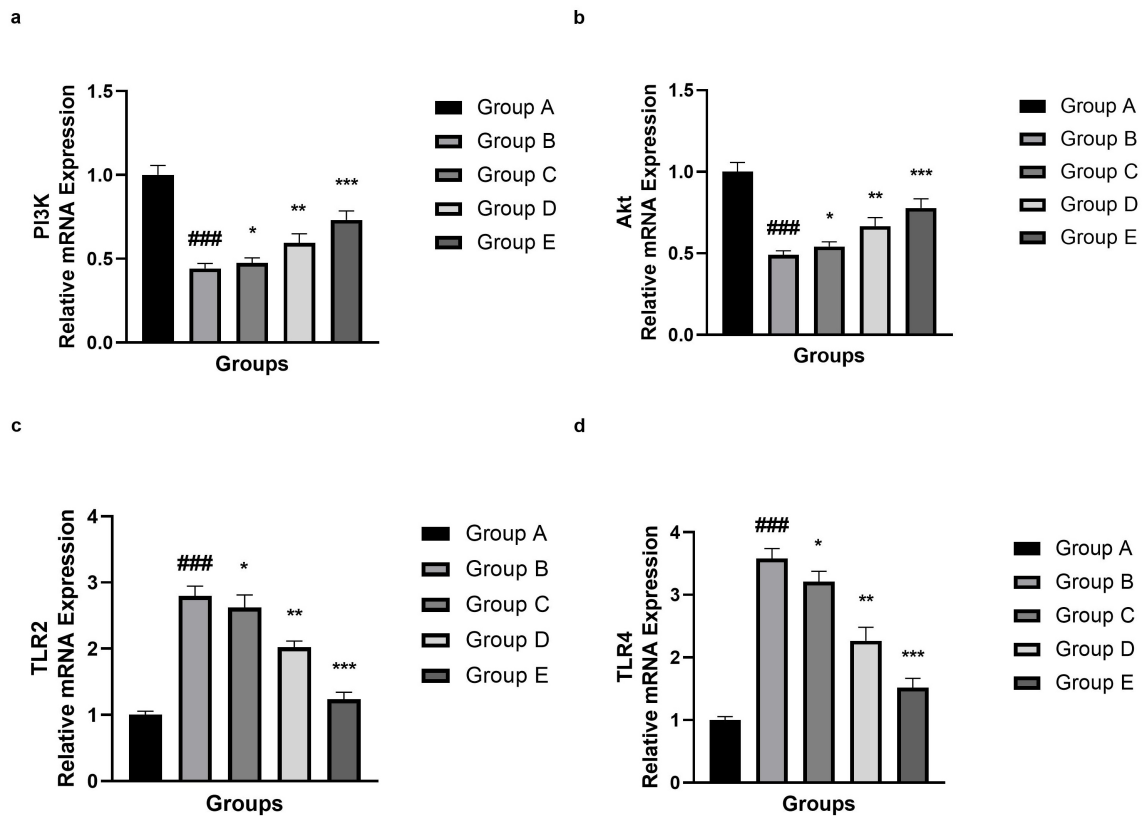 a
PI3K
Relative mRNA Expression
1.5
1.0
0.5
0.0
###
*
**
***
Groups
Group A
Group B
Group C
Group D
Group E
b
Akt
Relative mRNA Expression
1.5
1.0
0.5
0.0
###
*
**
***
Groups
Group A
Group B
Group C
Group D
Group E
c
TLR2
Relative mRNA Expression
4
3
2
1
0
###
*
**
***
Groups
Group A
Group B
Group C
Group D
Group E
d
TLR4
Relative mRNA Expression
4
3
2
1
0
###
*
**
***
Groups
Group A
Group B
Group C
Group D
Group E